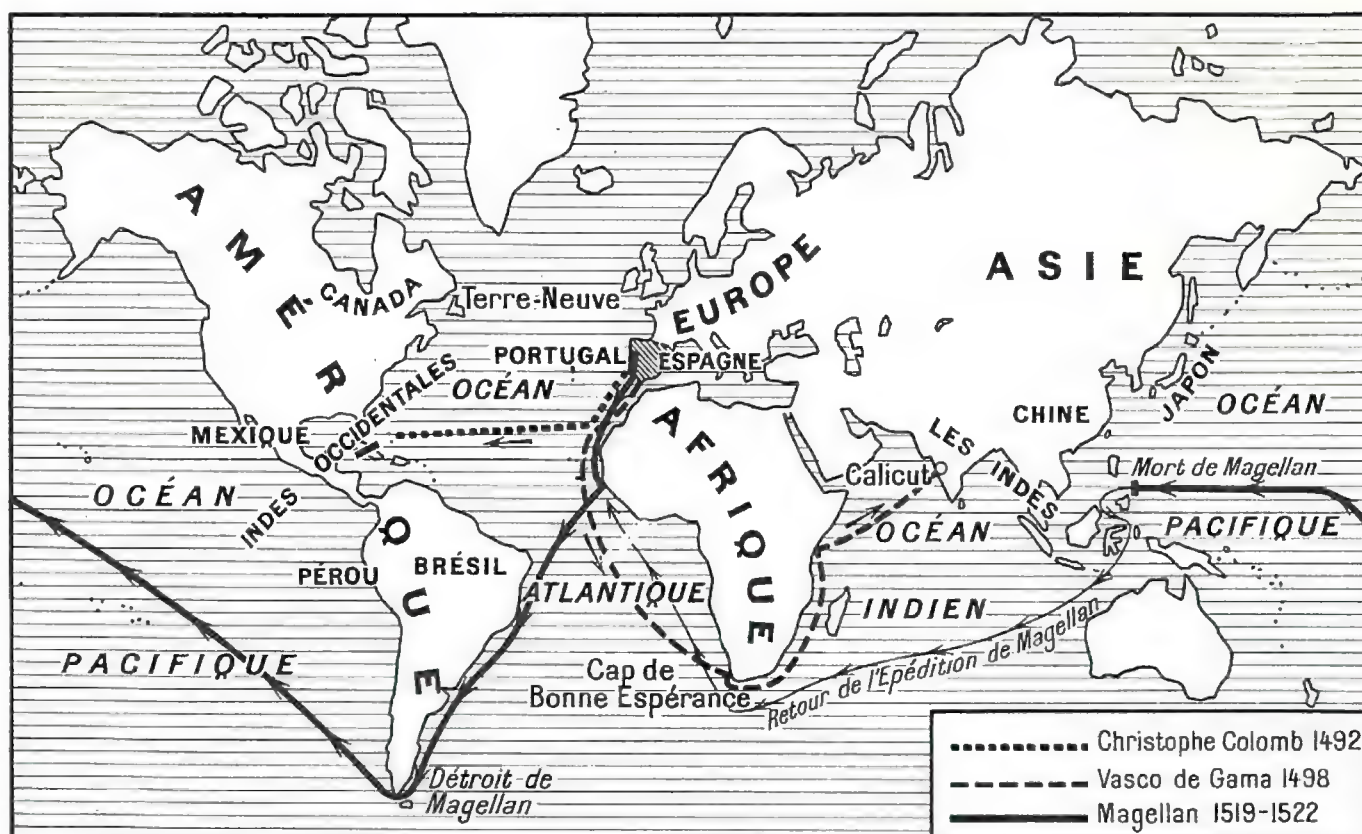 AMÉRIQUE
CANADA
Terre-Neuve
EUROPE
ASIE
PORTUGAL
ESPAGNE
OCÉAN
ATLANTIQUE
MEXIQUE
INDES OCCIDENTALES
AFRIQUE
CHINE
JAPON
LES INDES
Calicut
OCÉAN
PACIFIQUE
Mort de Magellan
OCÉAN
INDIEN
OCÉAN
PACIFIQUE
PÉROU
BRÉSIL
Cap de
Bonne Espérance
Retour de l'Epédition de Magellan
Détroit de
Magellan
Christophe Colomb 1492
Vasco de Gama 1498
Magellan 1519-1522